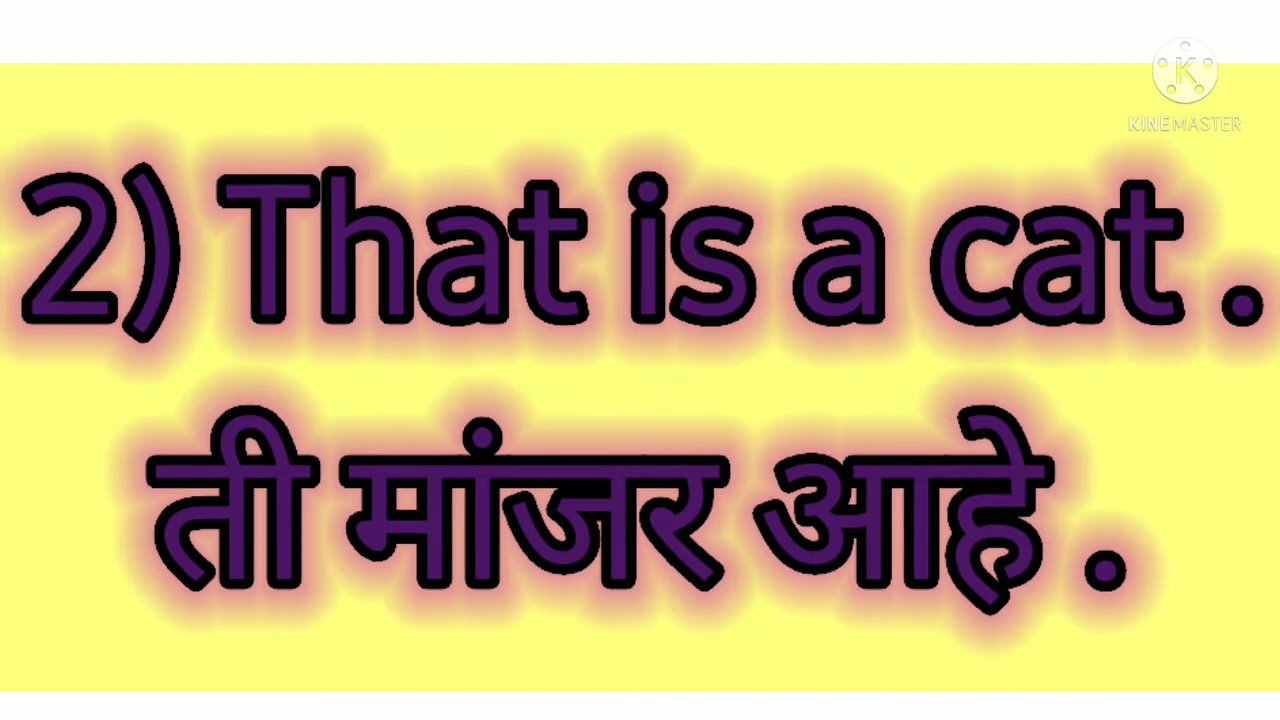 KINEMASTER
2) That is a cat .
ती मांजर आहे .